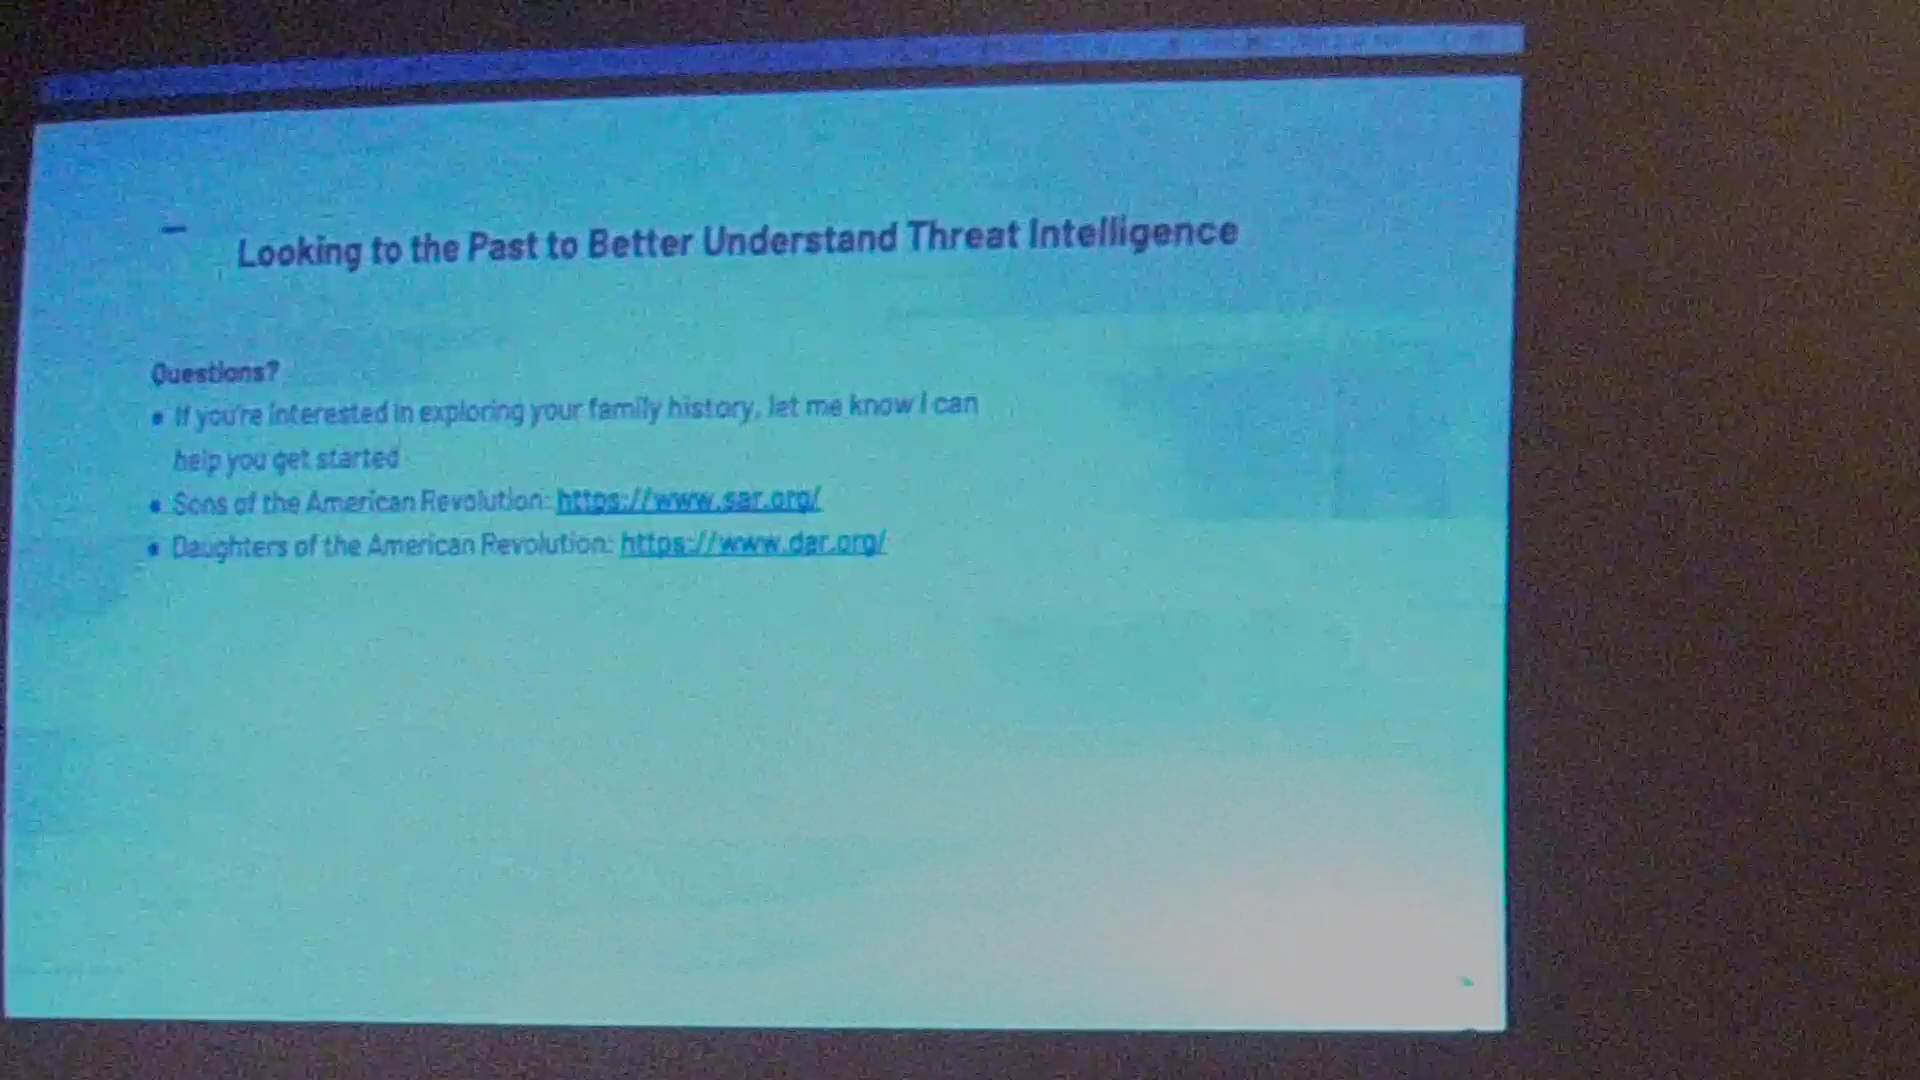 Looking to the Past to Better Understand Threat Intelligence
Questions?
• If you're interested in exploring your family history, let me know I can
help you get started
• Sons of the American Revolution: https://www.sar.org/
• Daughters of the American Revolution: https://www.dar.org/